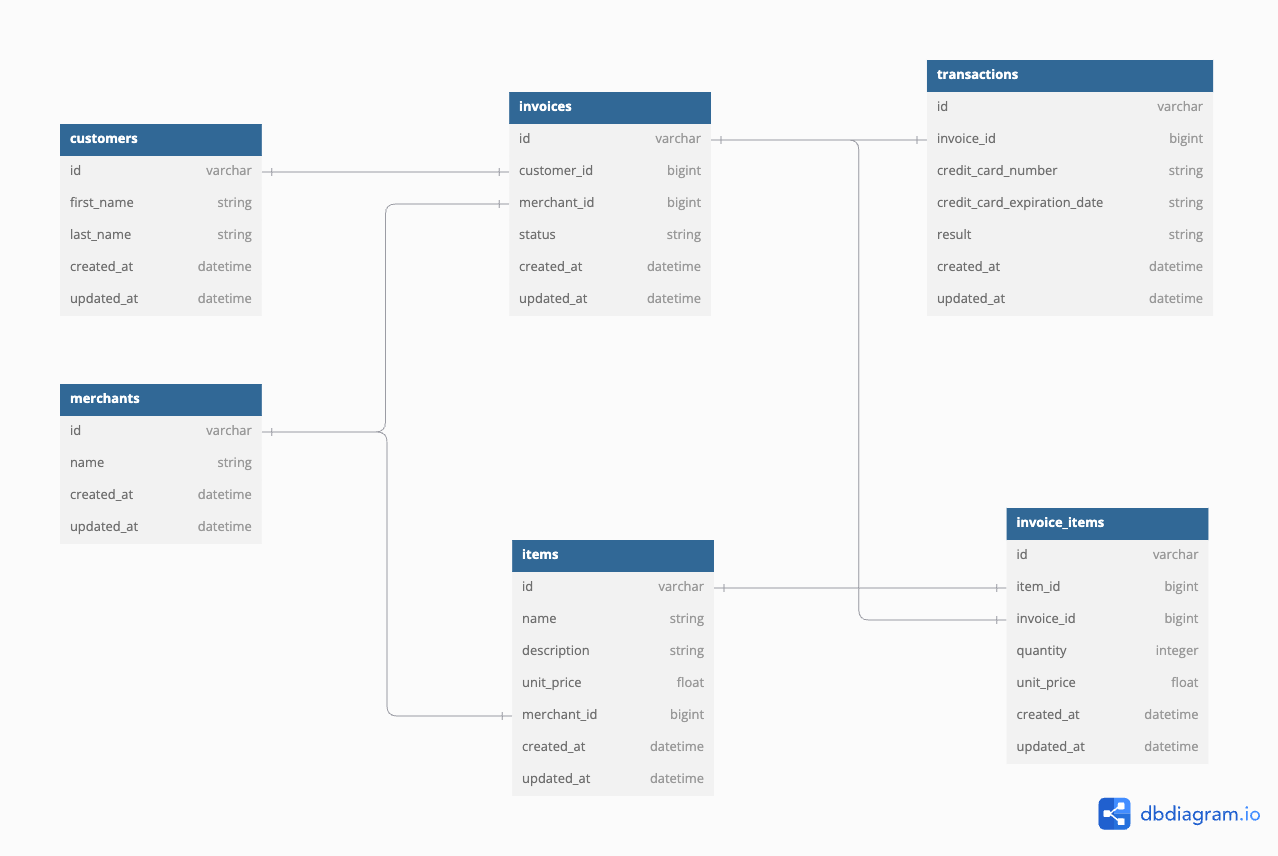 customers
id varchar
first_name string
last_name string
created_at datetime
updated_at datetime
merchants
id varchar
name string
created_at datetime
updated_at datetime
invoices
id varchar
customer_id bigint
merchant_id bigint
status string
created_at datetime
updated_at datetime
items
id varchar
name string
description string
unit_price float
merchant_id bigint
created_at datetime
updated_at datetime
transactions
id varchar
invoice_id bigint
credit_card_number string
credit_card_expiration_date string
result string
created_at datetime
updated_at datetime
invoice_items
id varchar
item_id bigint
invoice_id bigint
quantity integer
unit_price float
created_at datetime
updated_at datetime
dbdiagram.io